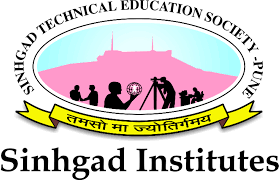 SINHGAD TECHNICAL EDUCATION SOCIETY - PUNE
तमसो मा ज्योतिर्गमय
Sinhgad Institutes